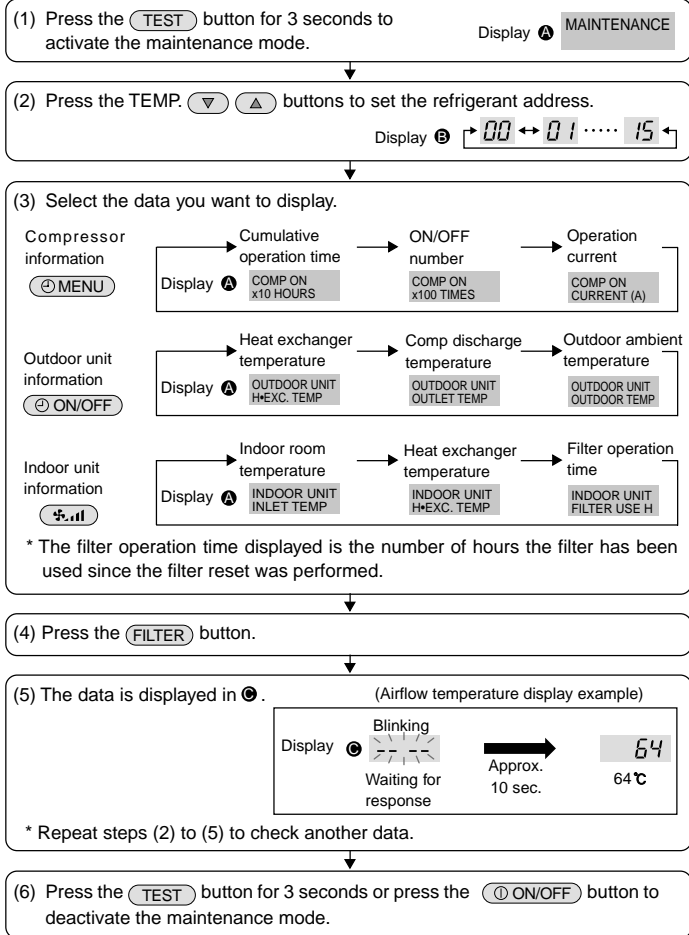 (1) Press the TEST button for 3 seconds to
activate the maintenance mode.
Display A MAINTENANCE
(2) Press the TEMP. ▽ △ buttons to set the refrigerant address.
Display B 00 ↔ 01 ····· 15
(3) Select the data you want to display.
Compressor
information
MENU
Cumulative
operation time
ON/OFF
number
Operation
current
Display A
COMP ON
x10 HOURS
COMP ON
x100 TIMES
COMP ON
CURRENT (A)
Outdoor unit
information
ON/OFF
Heat exchanger
temperature
Comp discharge
temperature
Outdoor ambient
temperature
Display A
OUTDOOR UNIT
H•EXC. TEMP
OUTDOOR UNIT
OUTLET TEMP
OUTDOOR UNIT
OUTDOOR TEMP
Indoor unit
information
Indoor room
temperature
Heat exchanger
temperature
Filter operation
time
Display A
INDOOR UNIT
INLET TEMP
INDOOR UNIT
H•EXC. TEMP
INDOOR UNIT
FILTER USE H
* The filter operation time displayed is the number of hours the filter has been
used since the filter reset was performed.
(4) Press the FILTER button.
(5) The data is displayed in C.
(Airflow temperature display example)
Blinking
Display C -- --
Waiting for
response
Approx.
10 sec.
64
64℃
* Repeat steps (2) to (5) to check another data.
(6) Press the TEST button for 3 seconds or press the ON/OFF button to
deactivate the maintenance mode.